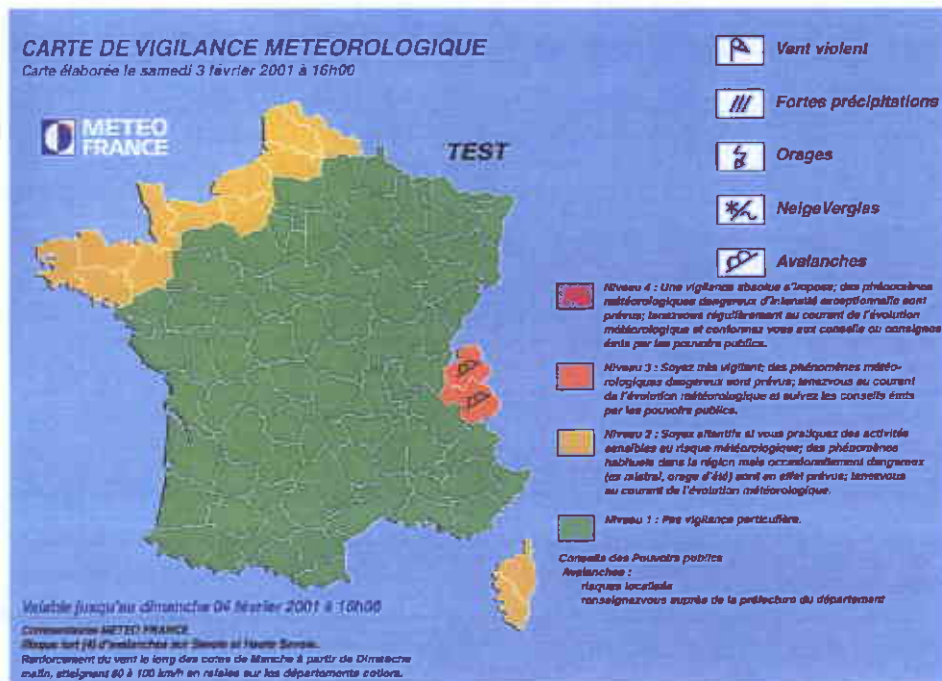 CARTE DE VIGILANCE METEOROLOGIQUE
Carte élaborée le samedi 3 février 2001 à 16h00
METEO
FRANCE
TEST
Vent violent
Fortes précipitations
Orages
NeigeVerglas
Avalanches
Niveau 4 : Une vigilance absolue s'impose; des phénomènes
météorologiques dangereux d'intensité exceptionnelle sont
prévus; tenezvous régulièrement au courant de l'évolution
météorologique et conformez vous aux conseils ou consignes
émis par les pouvoirs publics.
Niveau 3 : Soyez très vigilant; des phénomènes météo-
rologiques dangereux sont prévus; tenezvous au courant
de l'évolution météorologique et suivez les conseils émis
par les pouvoirs publics.
Niveau 2 : Soyez attentifs si vous pratiquez des activités
sensibles au risque météorologique; des phénomènes
habituels dans la région mais occasionnellement dangereux
(ex mistral, orage d'été) sont en effet prévus; tenezvous
au courant de l'évolution météorologique.
Niveau 1 : Pas vigilance particulière.
Conseils des Pouvoirs publics
Avalanches :
risques localisés
renseignezvous auprès de la préfecture du département
Valable jusqu'au dimanche 04 février 2001 à 16h00
Commentaires METEO FRANCE
Risque fort (4) d'avalanches sur Savoie et Haute Savoie.
Renforcement du vent le long des cotes de Manche à partir de Dimanche
matin, atteignant 80 à 100 km/h en rafales sur les départements cotiers.